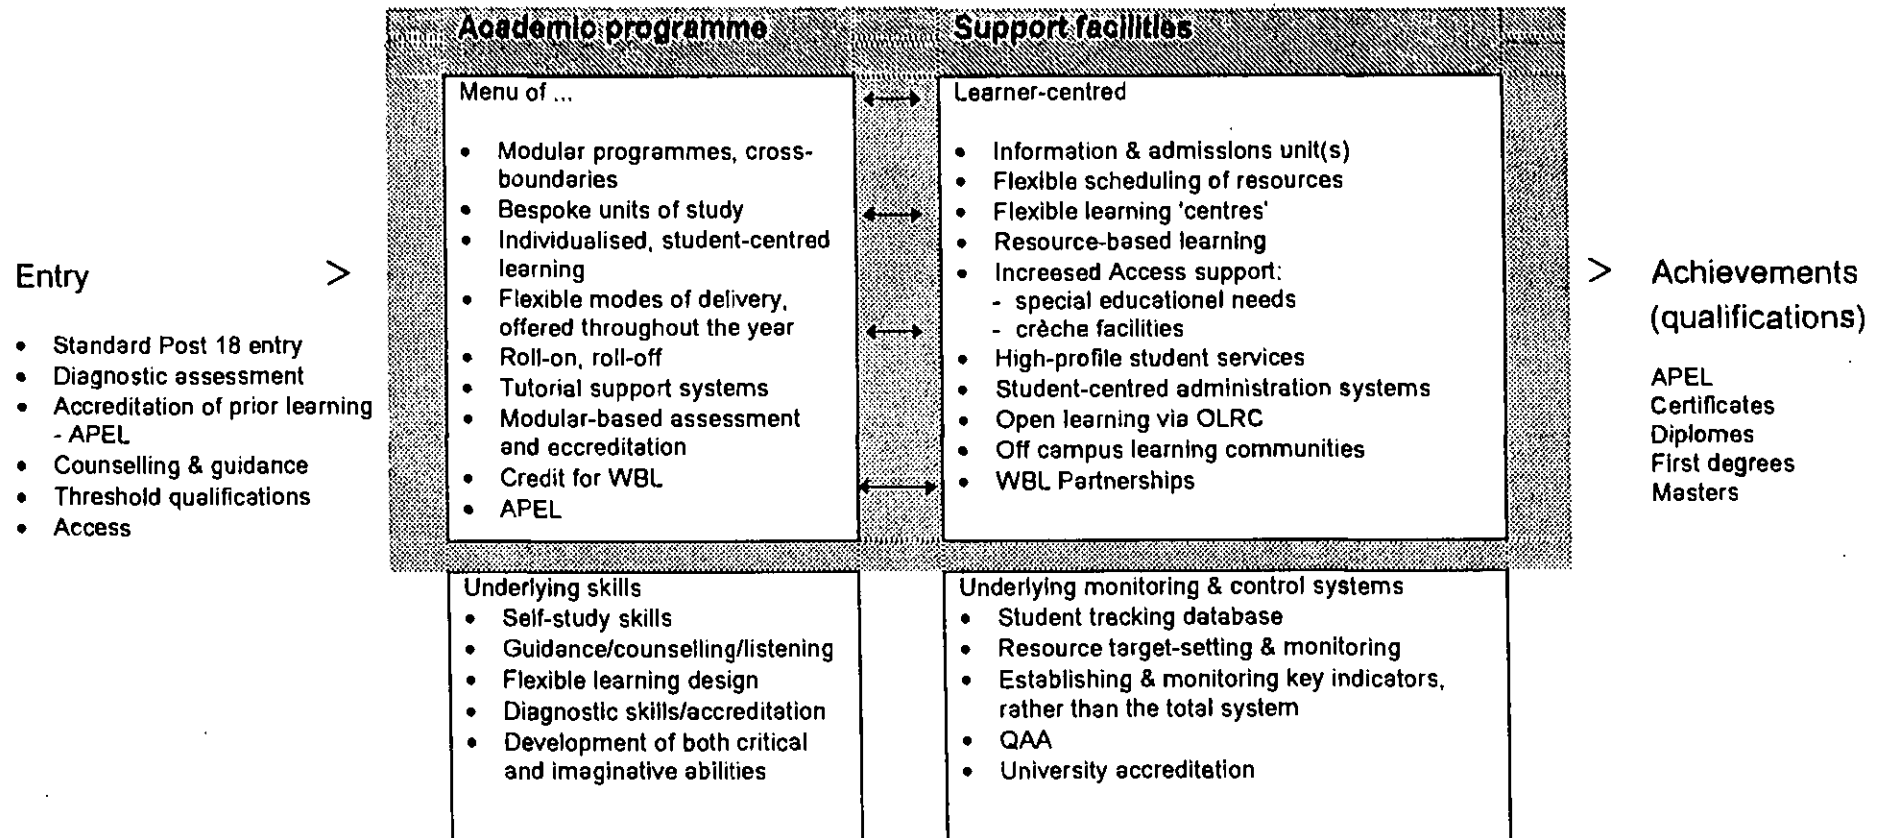 Academic programme
Support facilities
Entry
>
• Standard Post 18 entry
• Diagnostic assessment
• Accreditation of prior learning
- APEL
• Counselling & guidance
• Threshold qualifications
• Access
Menu of ...
• Modular programmes, cross-
boundaries
• Bespoke units of study
• Individualised, student-centred
learning
• Flexible modes of delivery,
offered throughout the year
• Roll-on, roll-off
• Tutorial support systems
• Modular-based assessment
and eccreditation
• Credit for WBL
• APEL
Learner-centred
• Information & admissions unit(s)
• Flexible scheduling of resources
• Flexible learning 'centres'
• Resource-based learning
• Increesed Access support:
- special educationel needs
- crèche facilities
• High-profile student services
• Student-centred administration systems
• Open learning via OLRC
• Off campus learning communities
• WBL Partnerships
>
Achievements
(qualifications)
APEL
Certificates
Diplomes
First degrees
Masters
Underlying skills
• Self-study skills
• Guidance/counselling/listening
• Flexible learning design
• Diagnostic skills/accreditation
• Development of both critical
and imaginative abilities
Underlying monitoring & control systems
• Student trecking database
• Resource target-setting & monitoring
• Establishing & monitoring key indicators,
rather than the total system
• QAA
• University accreditetion